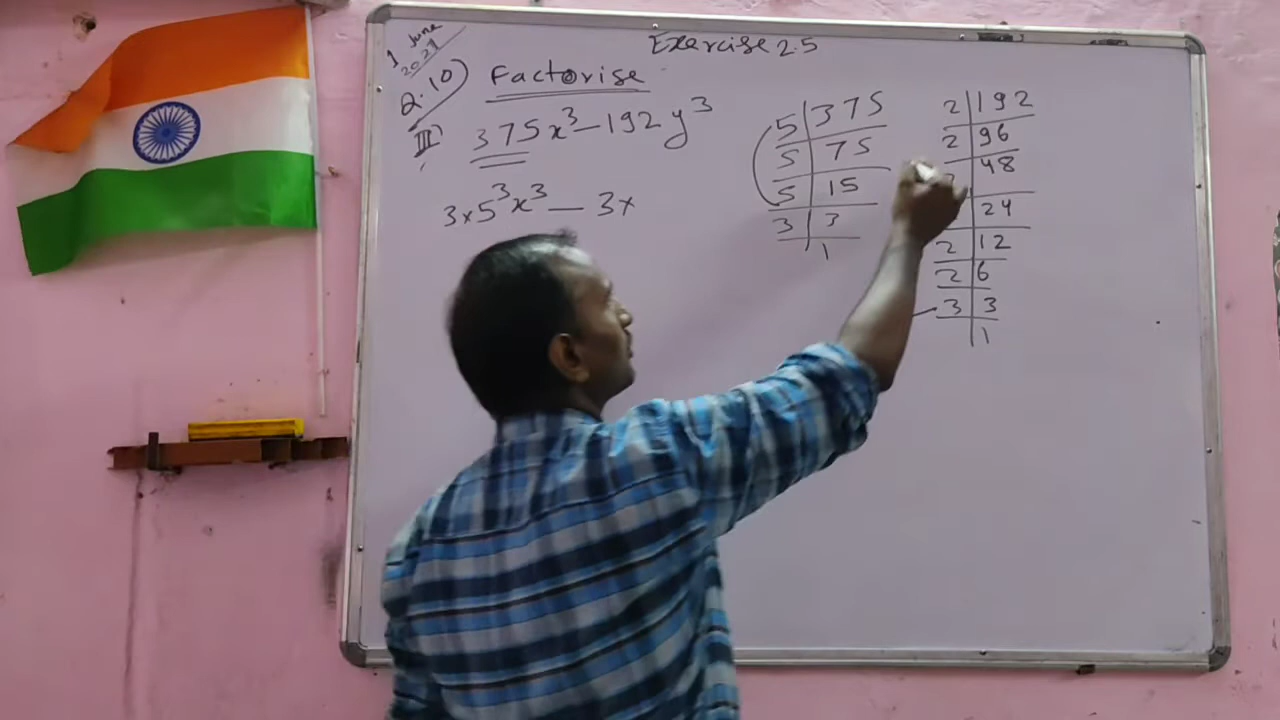 Exercise 2.5
1 June
2021
Q.10) Factorise
III) 375x³ – 192y³
3×5³x³ – 3×
5 | 375
5 | 75
5 | 15
3 | 3
1
2 | 192
2 | 96
48
24
2 | 12
2 | 6
3 | 3
1